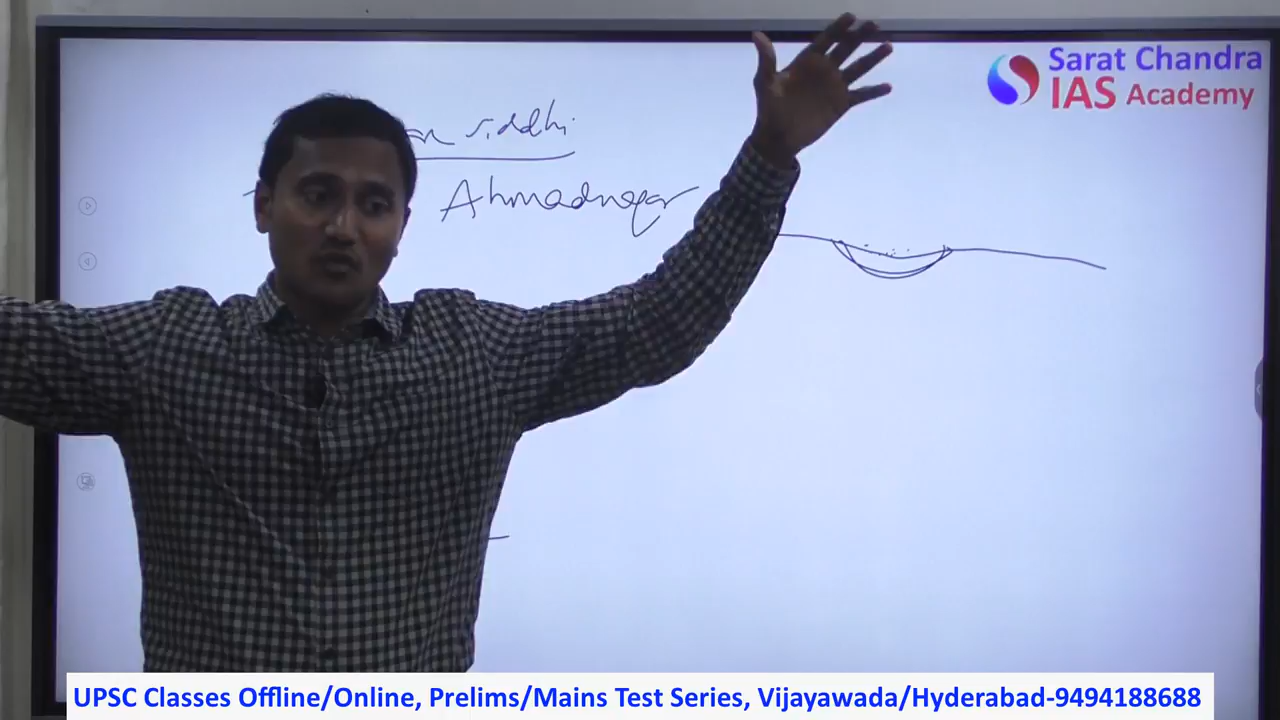 Sarat Chandra
IAS Academy
siddhi
Ahmadnagar
UPSC Classes Offline/Online, Prelims/Mains Test Series, Vijayawada/Hyderabad-9494188688